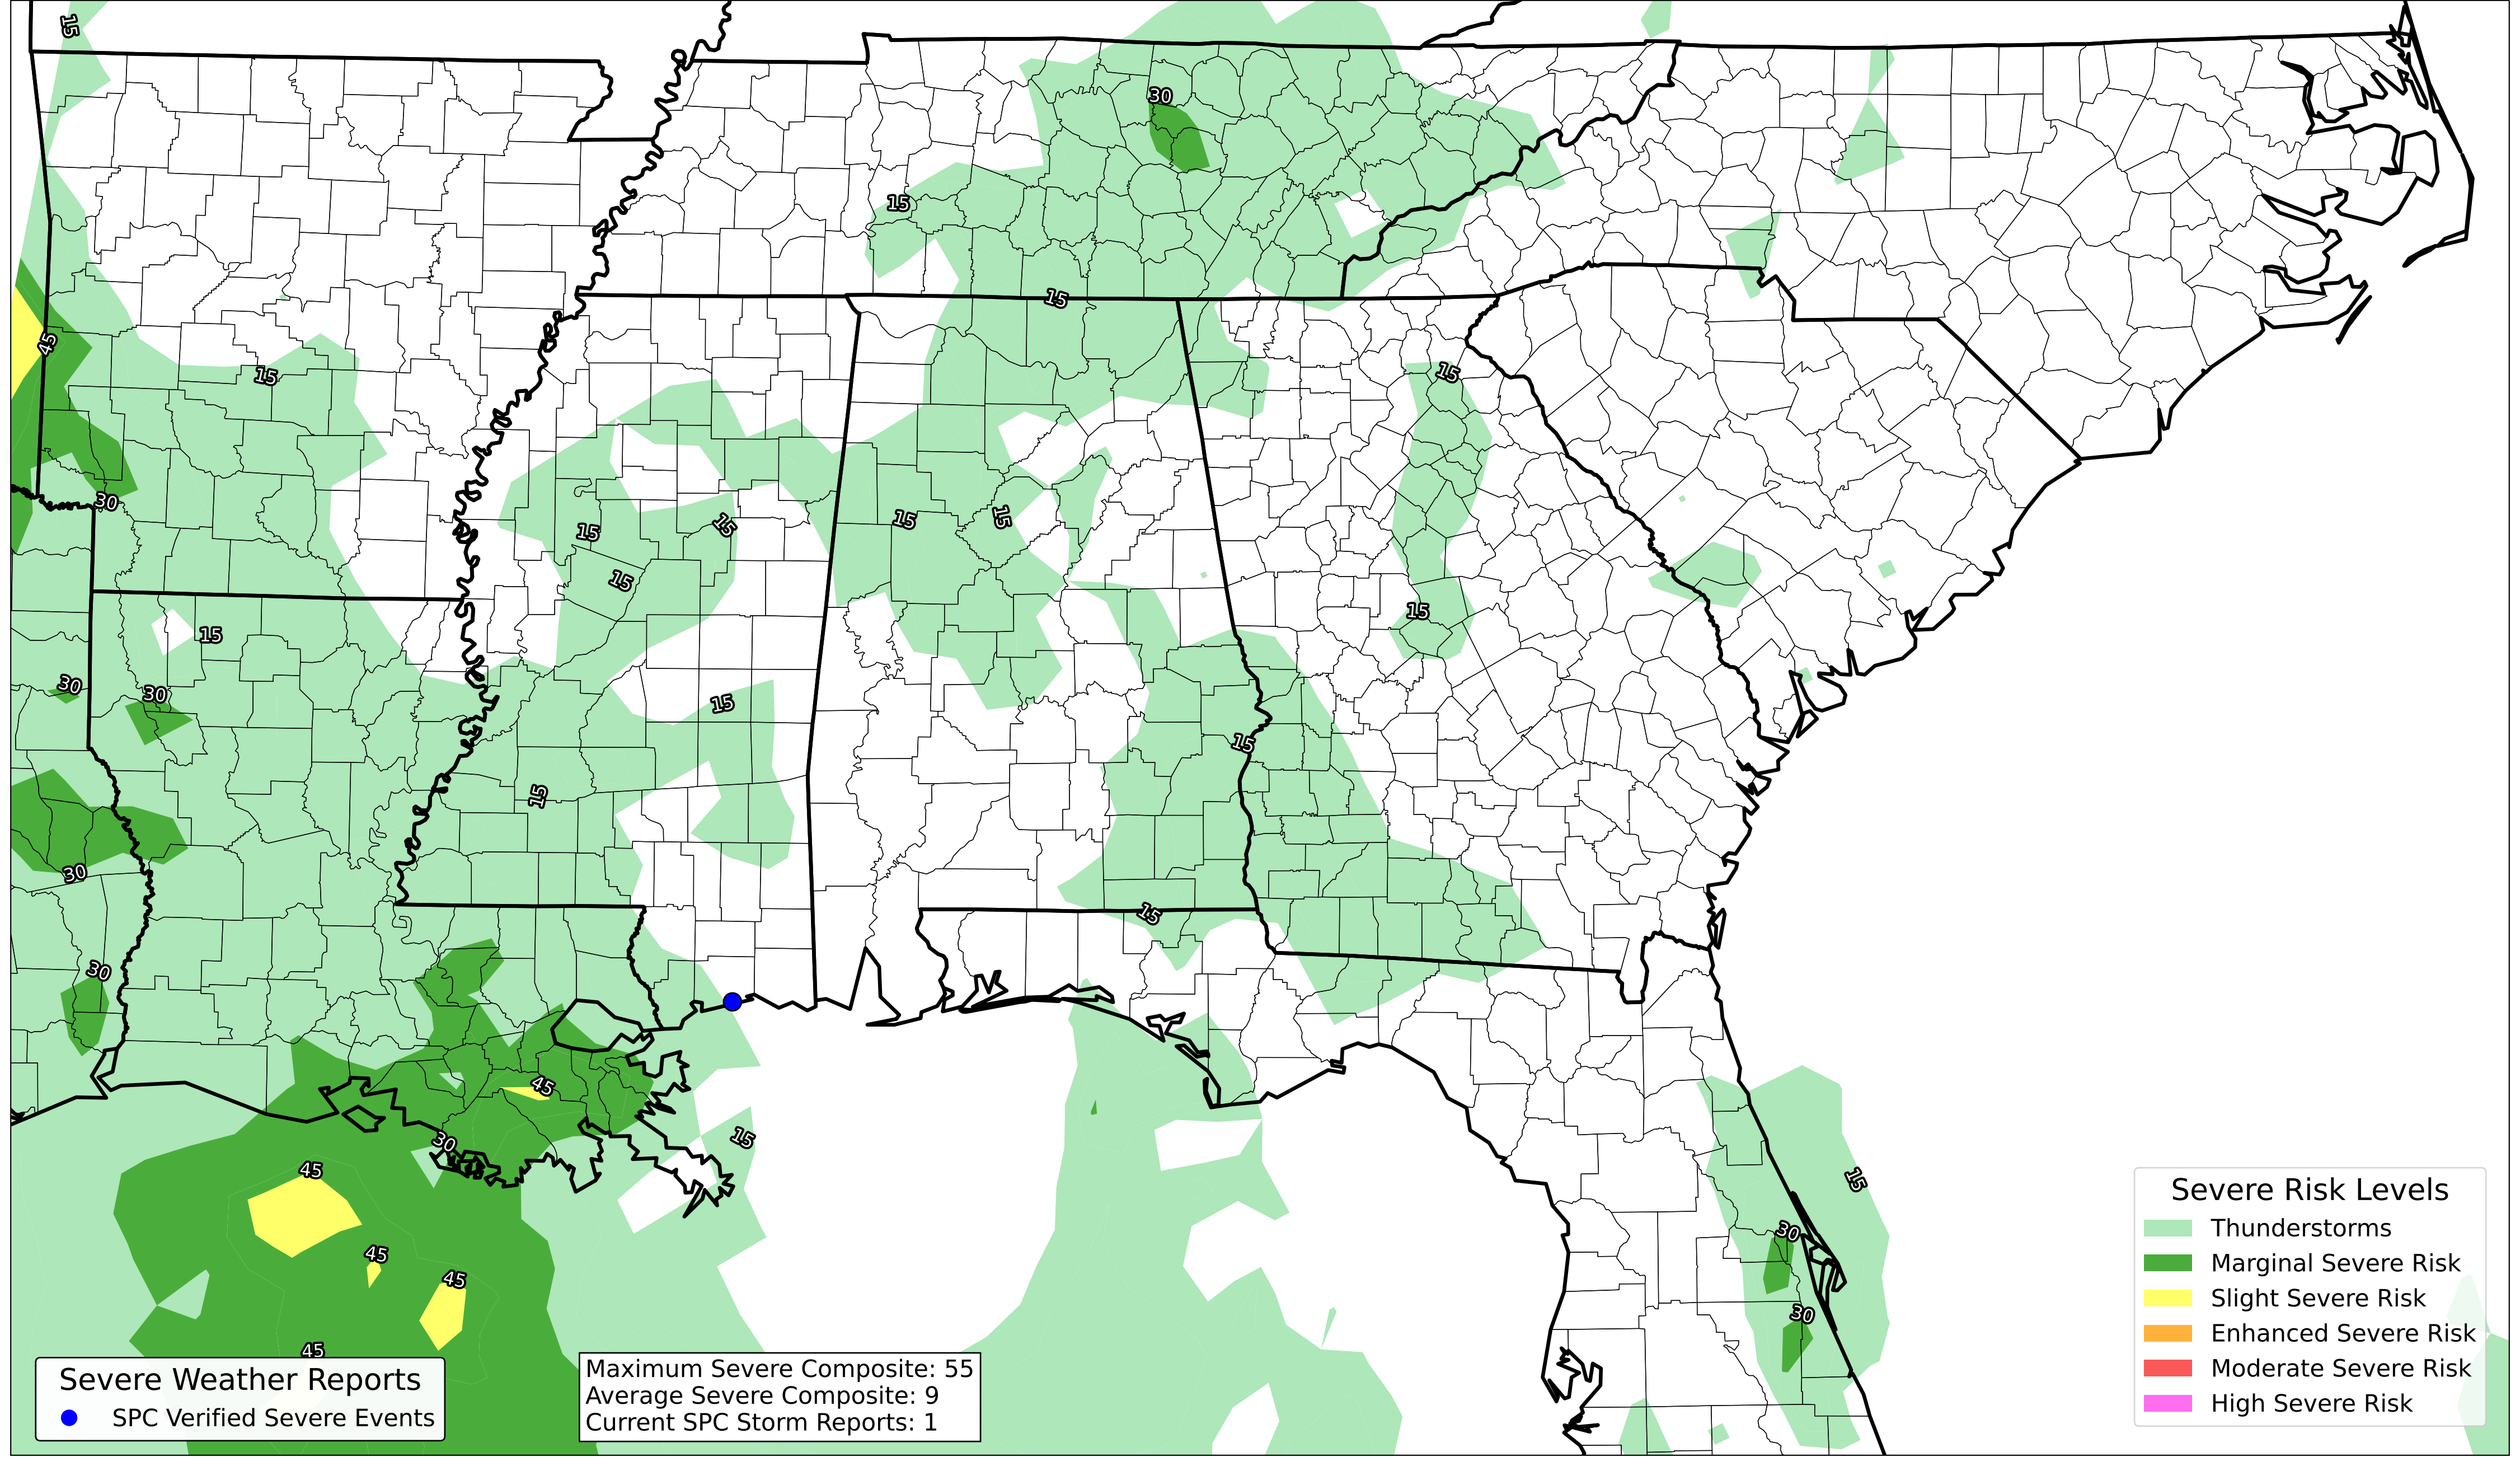 15
30
15
15
45
15
15
30
15
15
15
15
15
15
15
30
30
15
15
15
30
15
30
45
30
15
45
15
45
30
45
30
45
Severe Weather Reports
SPC Verified Severe Events
Maximum Severe Composite: 55
Average Severe Composite: 9
Current SPC Storm Reports: 1
Severe Risk Levels
Thunderstorms
Marginal Severe Risk
Slight Severe Risk
Enhanced Severe Risk
Moderate Severe Risk
High Severe Risk